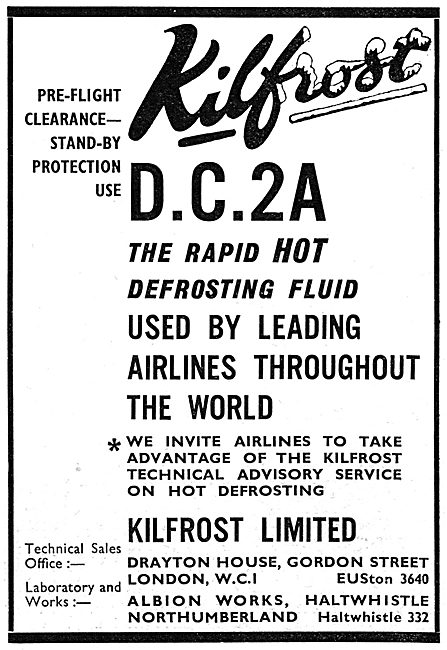 Kilfrost
PRE-FLIGHT
CLEARANCE—
STAND-BY
PROTECTION
USE
D.C.2A
THE RAPID HOT
DEFROSTING FLUID
USED BY LEADING
AIRLINES THROUGHOUT
THE WORLD
* WE INVITE AIRLINES TO TAKE
ADVANTAGE OF THE KILFROST
TECHNICAL ADVISORY SERVICE
ON HOT DEFROSTING
KILFROST LIMITED
Technical Sales
Office :—
DRAYTON HOUSE, GORDON STREET
LONDON, W.C.I EUSton 3640
Laboratory and
Works :—
ALBION WORKS, HALTWHISTLE
NORTHUMBERLAND Haltwhistle 332